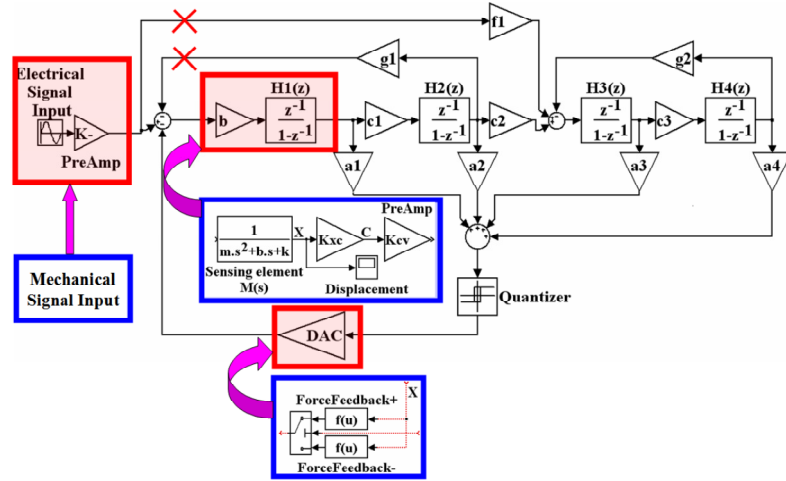 f1
g1
g2
Electrical
Signal
Input
K-
PreAmp
b
H1(z)
z-1
1-z-1
c1
H2(z)
z-1
1-z-1
c2
H3(z)
z-1
1-z-1
c3
H4(z)
z-1
1-z-1
a1
a2
a3
a4
Mechanical
Signal Input
1
m.s²+b.s+k
X
Kxc
C
PreAmp
Kcv
Sensing element
M(s)
Displacement
Quantizer
DAC
X
ForceFeedback+
f(u)
f(u)
ForceFeedback-